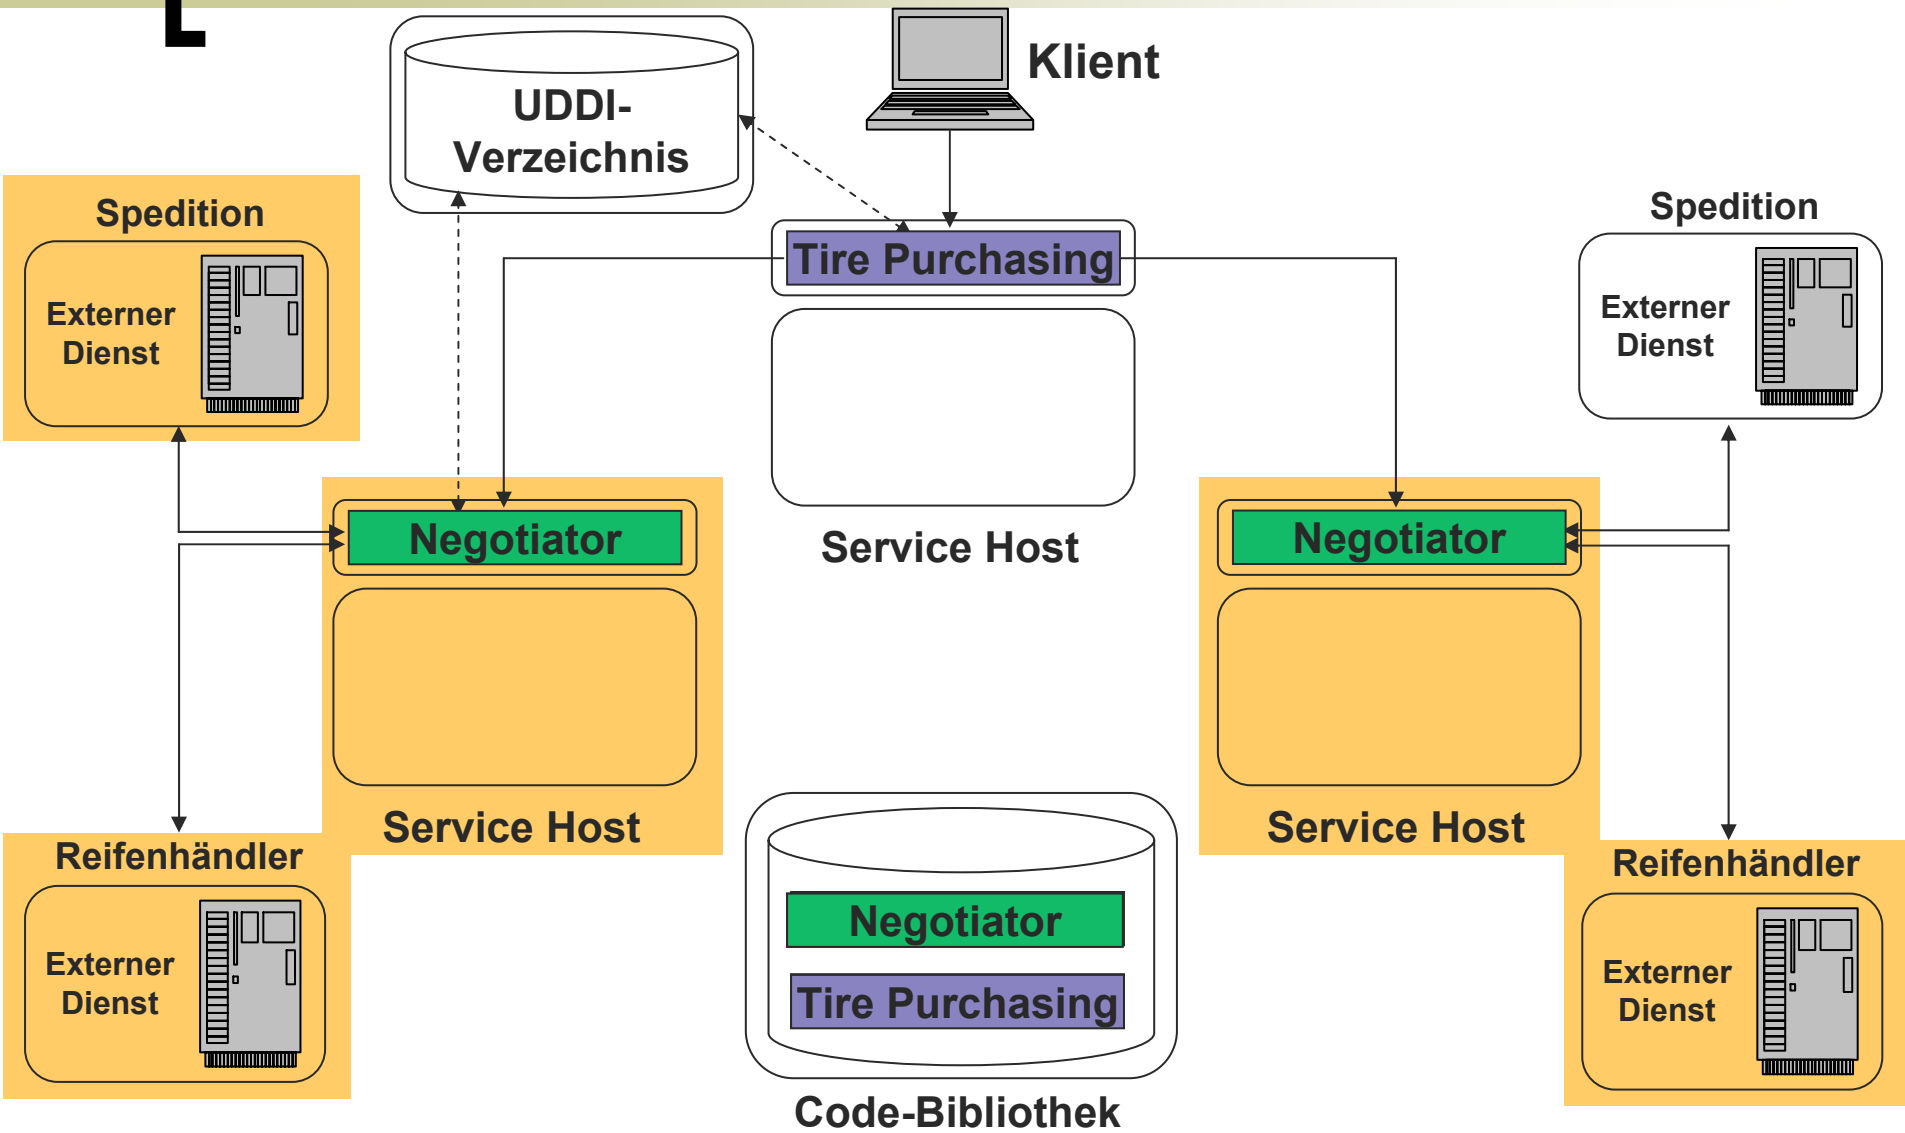 Klient
UDDI-
Verzeichnis
Spedition
Externer
Dienst
Tire Purchasing
Service Host
Spedition
Externer
Dienst
Negotiator
Service Host
Negotiator
Service Host
Reifenhändler
Externer
Dienst
Negotiator
Tire Purchasing
Code-Bibliothek
Reifenhändler
Externer
Dienst